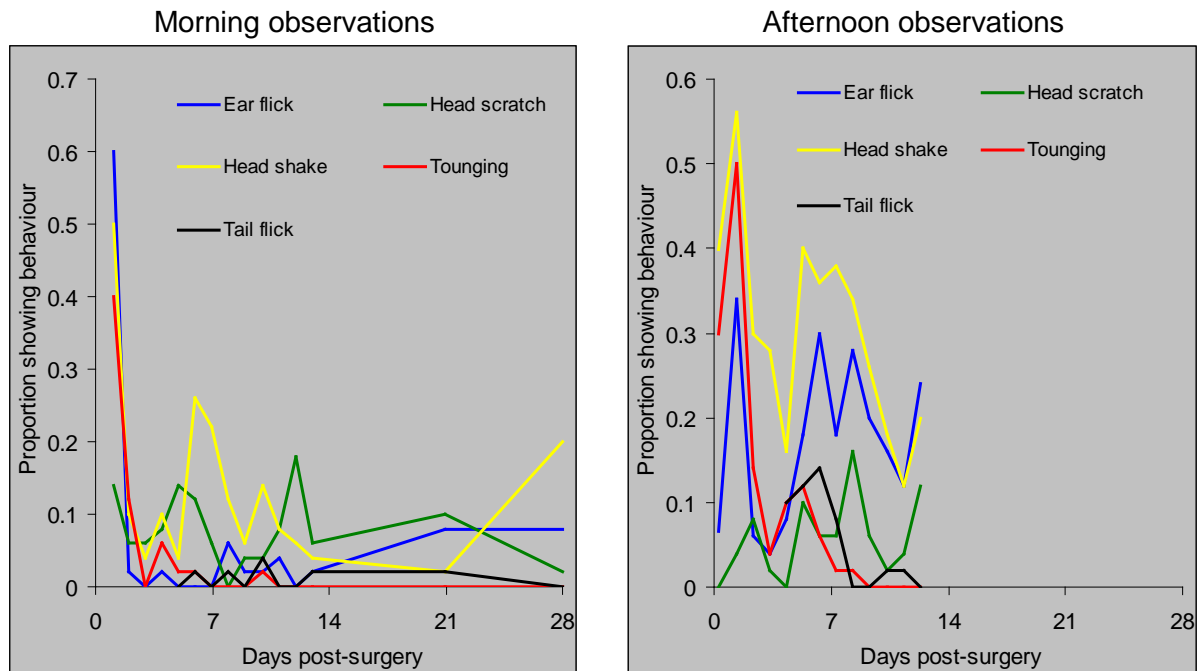 Morning observations
Proportion showing behaviour
0.7
0.6
0.5
0.4
0.3
0.2
0.1
0
Ear flick
Head scratch
Head shake
Tounging
Tail flick
0 7 14 21 28
Days post-surgery
Afternoon observations
Proportion showing behaviour
0.6
0.5
0.4
0.3
0.2
0.1
0
Ear flick
Head scratch
Head shake
Tounging
Tail flick
0 7 14 21 28
Days post-surgery